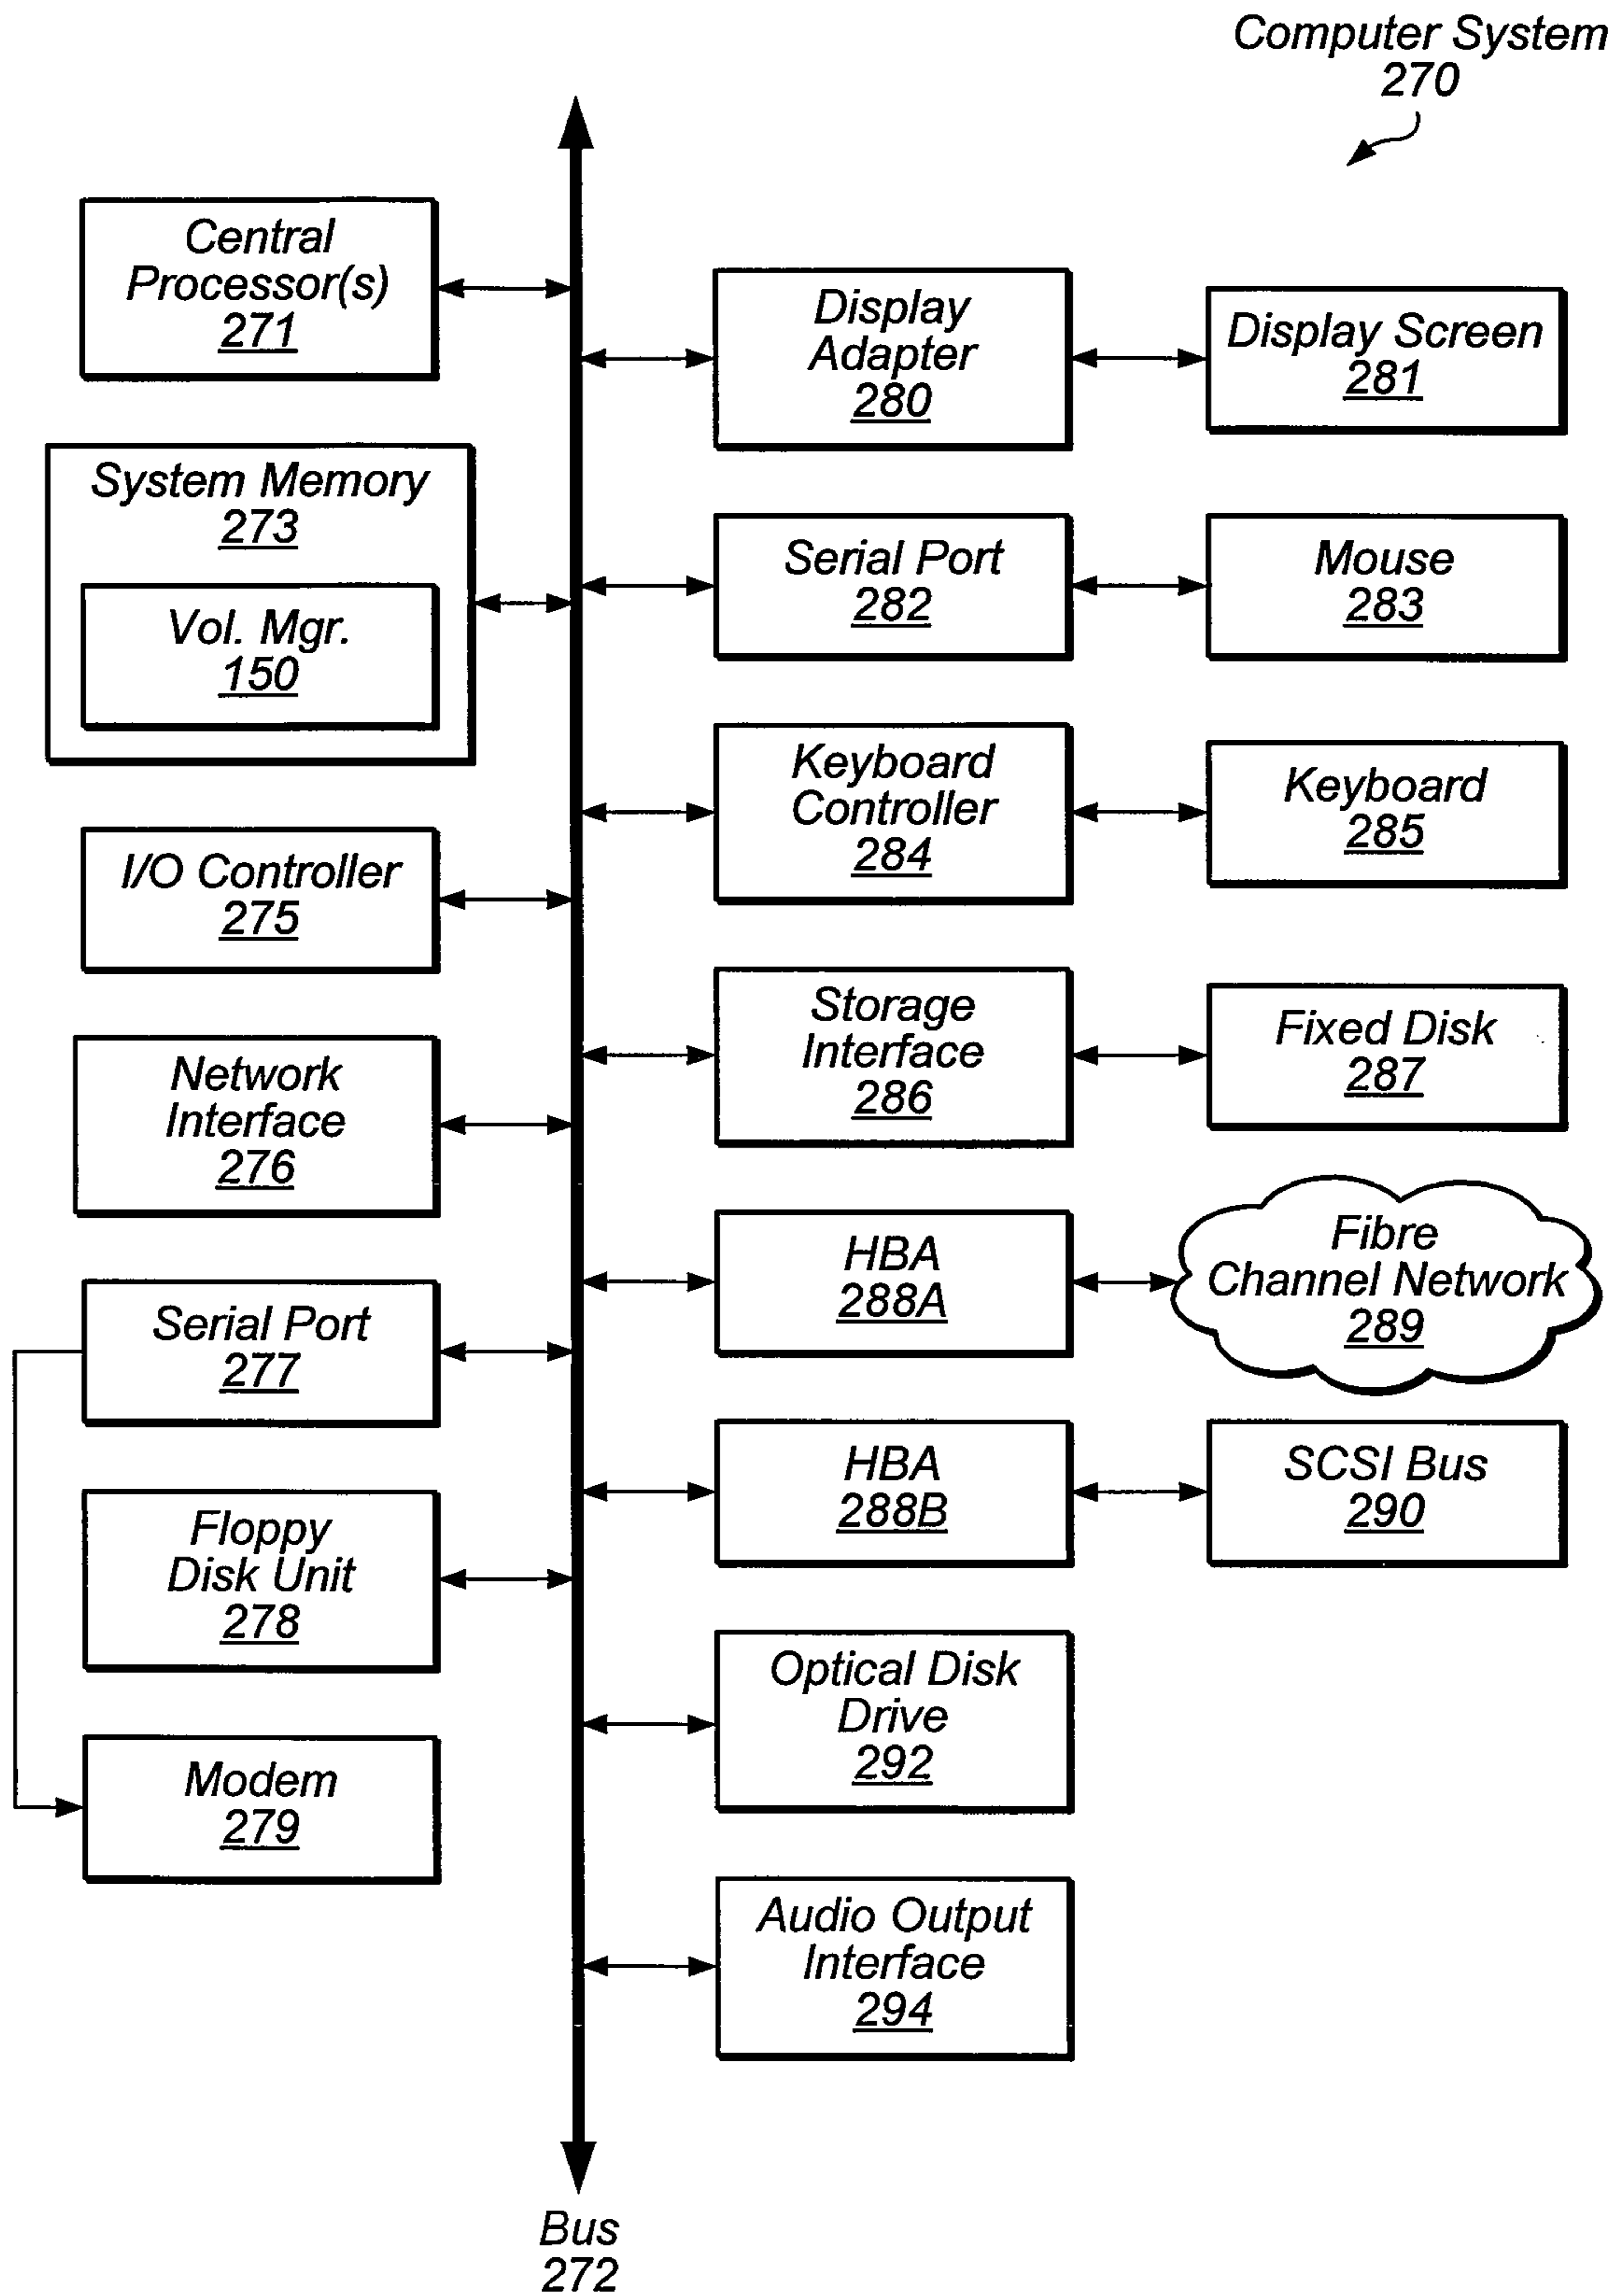 Computer System
270
Central
Processor(s)
271
System Memory
273
Vol. Mgr.
150
I/O Controller
275
Network
Interface
276
Serial Port
277
Floppy
Disk Unit
278
Modem
279
Display
Adapter
280
Display Screen
281
Serial Port
282
Mouse
283
Keyboard
Controller
284
Keyboard
285
Storage
Interface
286
Fixed Disk
287
HBA
288A
Fibre
Channel Network
289
HBA
288B
SCSI Bus
290
Optical Disk
Drive
292
Audio Output
Interface
294
Bus
272